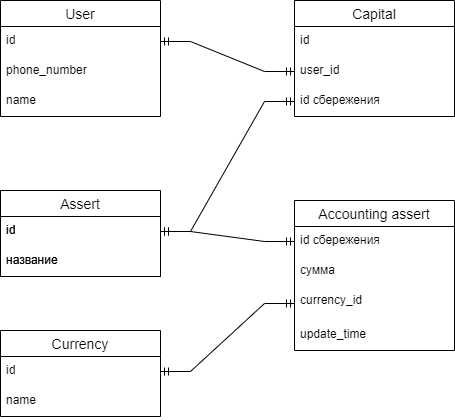 User
id
phone_number
name
Capital
id
user_id
id сбережения
Assert
id
название
Accounting assert
id сбережения
сумма
currency_id
update_time
Currency
id
name